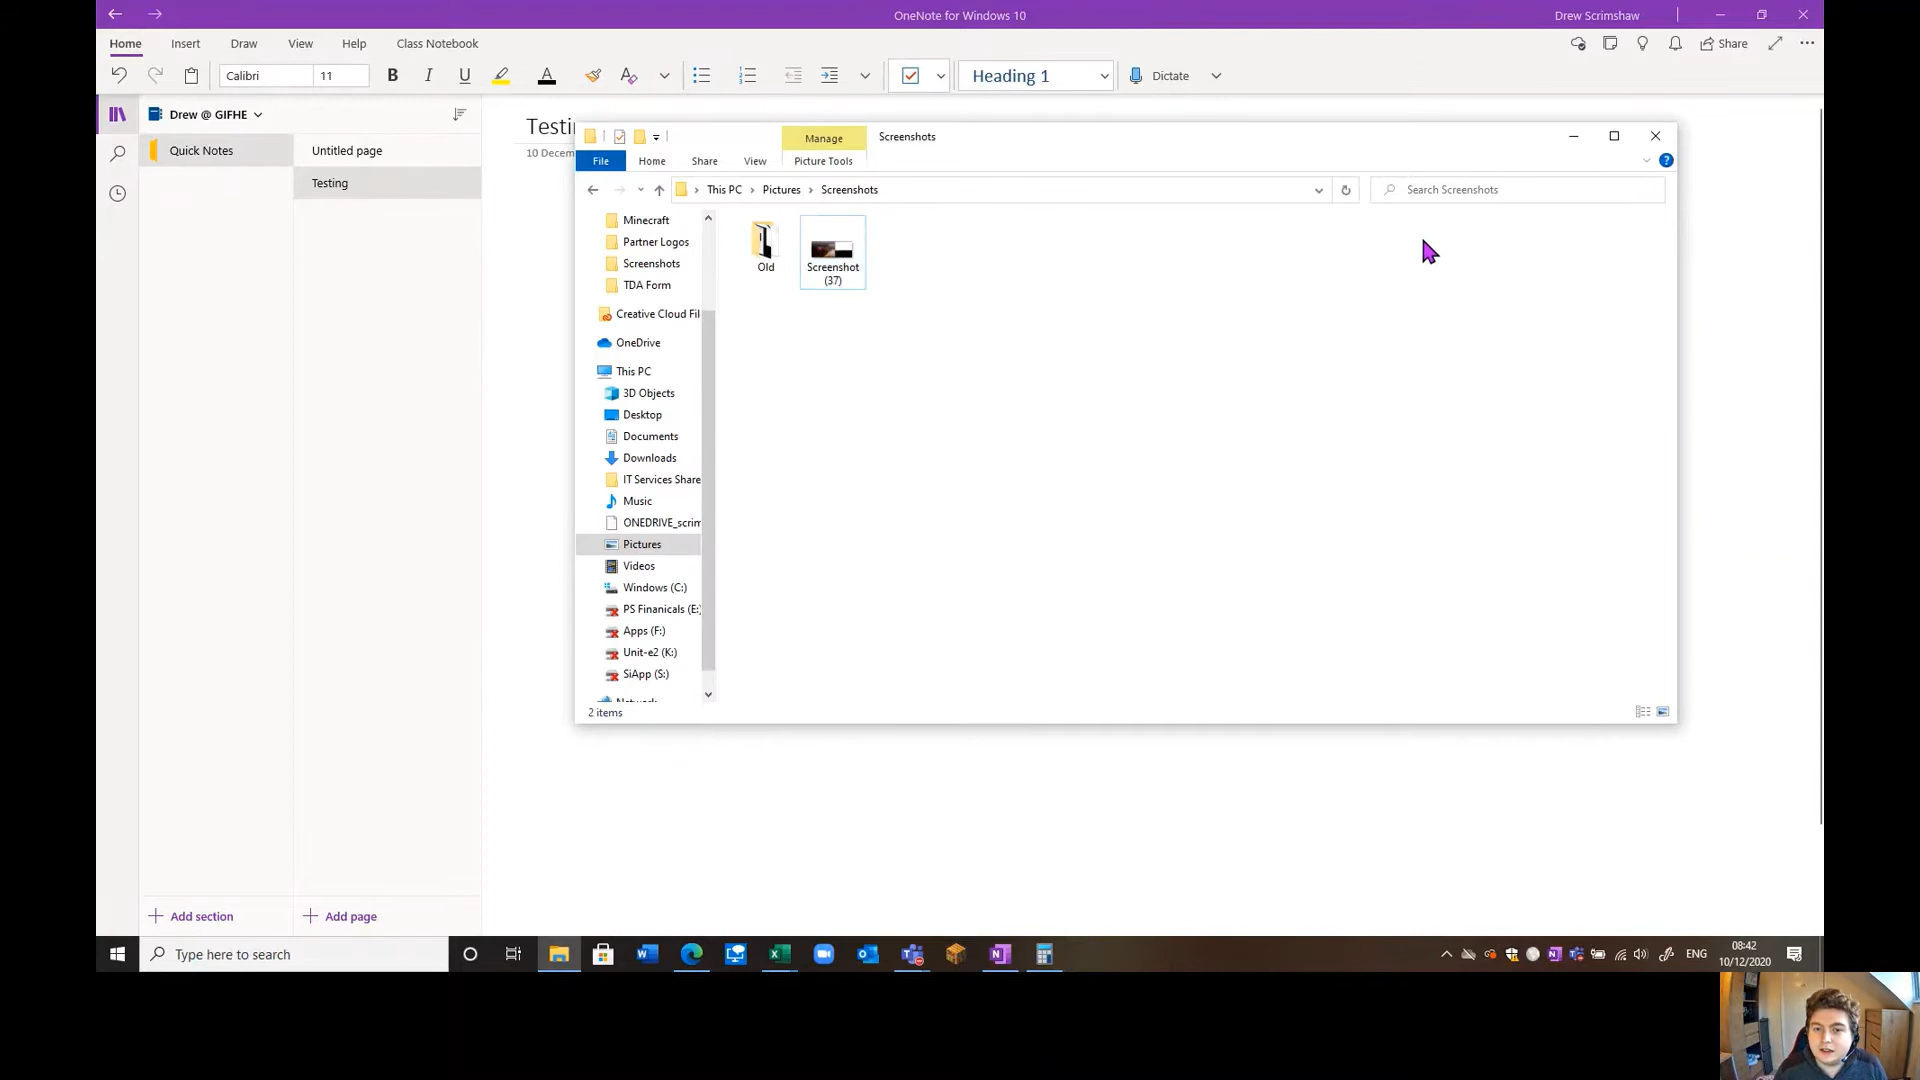 OneNote for Windows 10
Drew Scrimshaw
Home Insert Draw View Help Class Notebook
Share
Calibri 11 B I U A Heading 1 Dictate
Drew @ GIFHE
Quick Notes
Untitled page
Testing
Add section
Add page
Testi
10 Decem
Manage Screenshots
File Home Share View Picture Tools
This PC Pictures Screenshots
Search Screenshots
Minecraft
Partner Logos
Screenshots
TDA Form
Creative Cloud Fil
OneDrive
This PC
3D Objects
Desktop
Documents
Downloads
IT Services Share
Music
ONEDRIVE_scrim
Pictures
Videos
Windows (C:)
PS Finanicals (E:)
Apps (F:)
Unit-e2 (K:)
SiApp (S:)
Old
Screenshot
(37)
2 items
Type here to search
ENG
08:42
10/12/2020